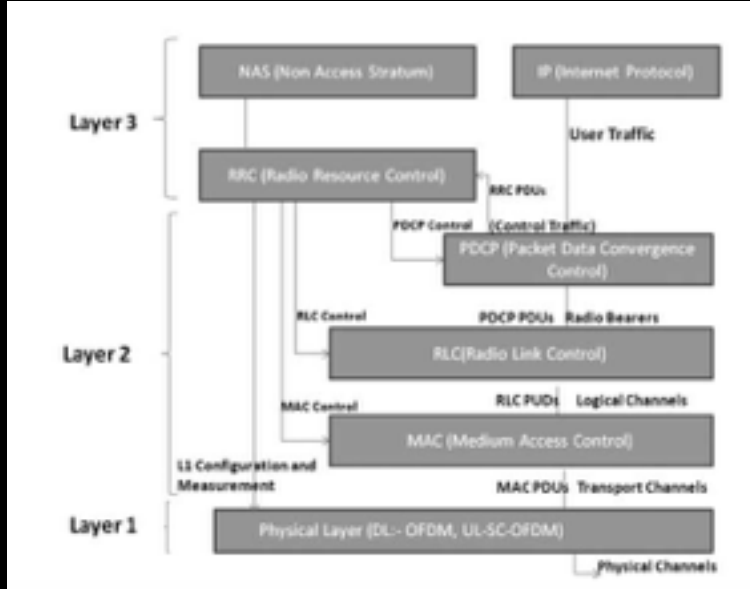 NAS (Non Access Stratum)
IP (Internet Protocol)
Layer 3
User Traffic
RRC (Radio Resource Control)
RRC PDUs
PDCP Control
(Control Traffic)
PDCP (Packet Data Convergence
Control)
RLC Control
PDCP PDUs
Radio Bearers
Layer 2
RLC(Radio Link Control)
RLC PUDs
Logical Channels
MAC Control
MAC (Medium Access Control)
L1 Configuration and
Measurement
MAC PDUs
Transport Channels
Layer 1
Physical Layer (DL:- OFDM, UL-SC-OFDM)
Physical Channels